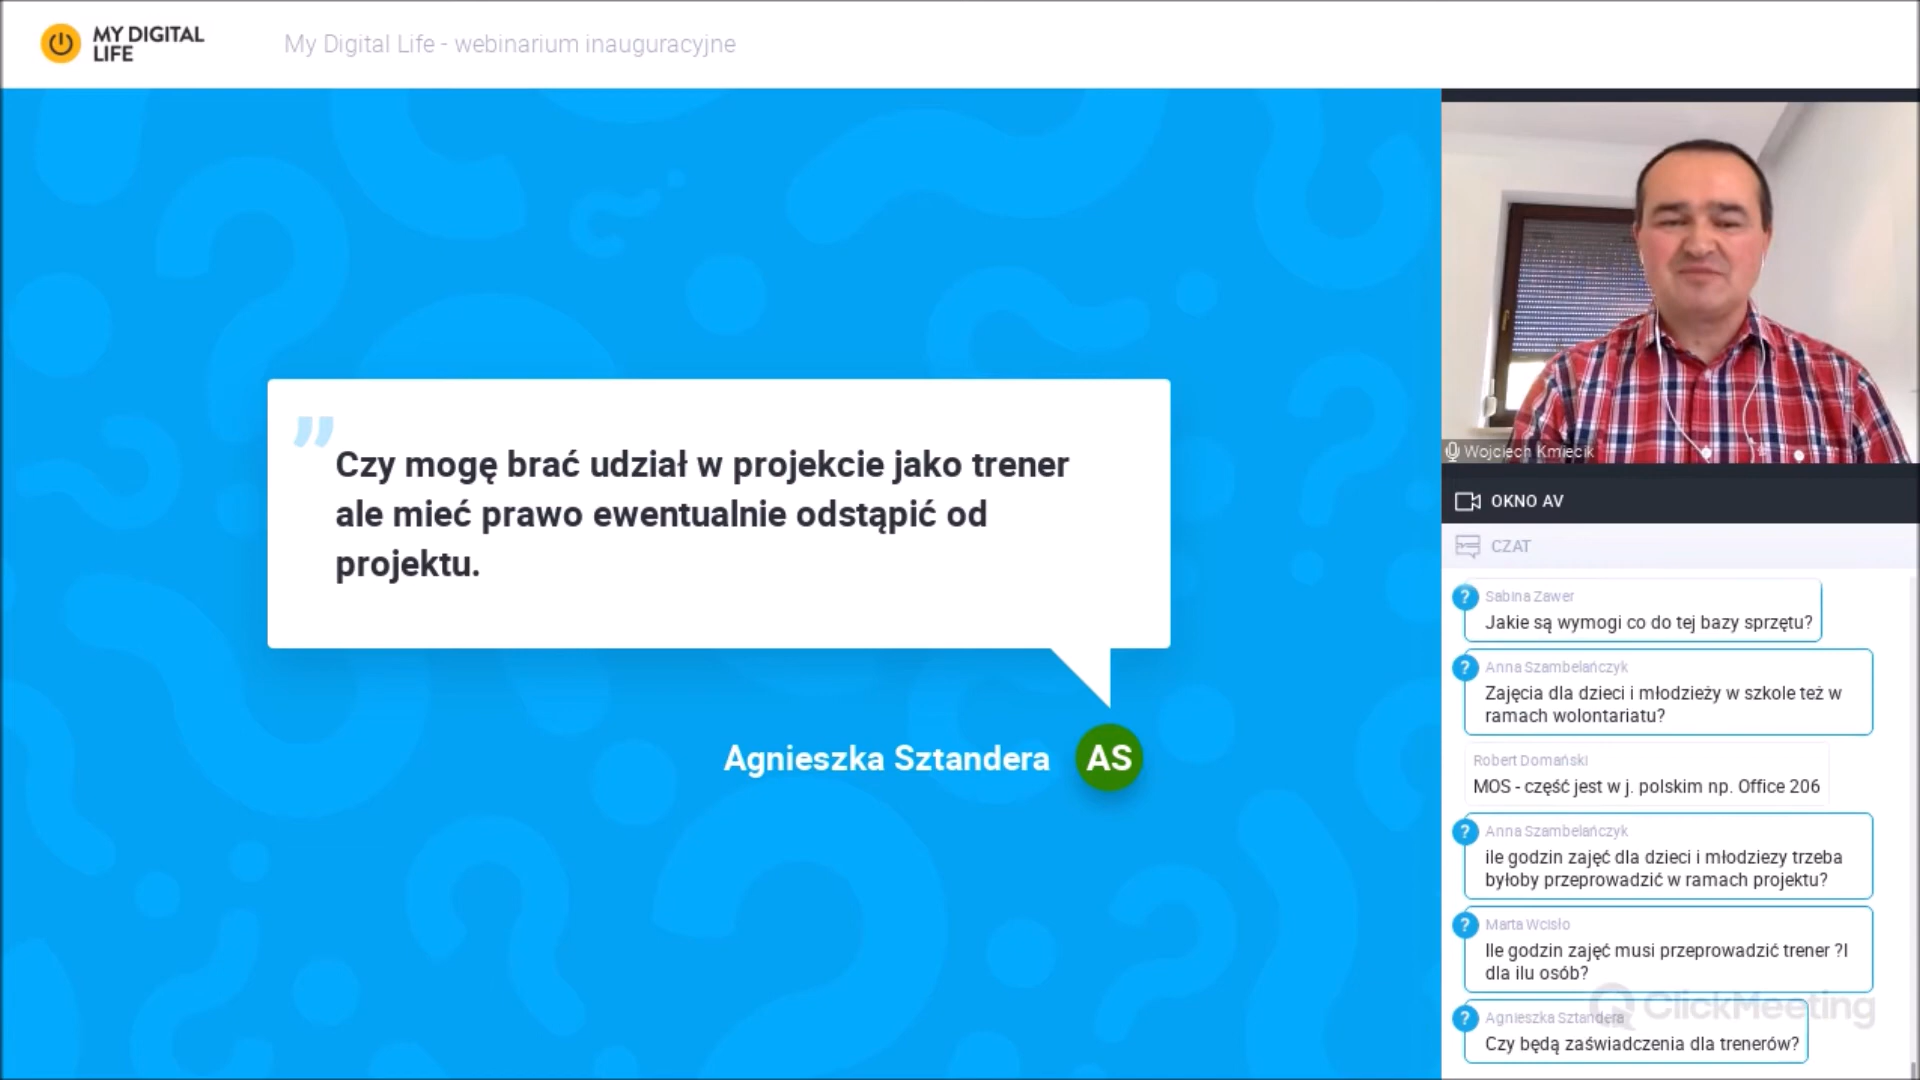 MY DIGITAL
LIFE
My Digital Life - webinarium inauguracyjne
”
Czy mogę brać udział w projekcie jako trener
ale mieć prawo ewentualnie odstąpić od
projektu.
Agnieszka Sztandera
AS
Wojciech Kmiecik
OKNO AV
CZAT
? Sabina Zawer
Jakie są wymogi co do tej bazy sprzętu?
? Anna Szambelańczyk
Zajęcia dla dzieci i młodzieży w szkole też w
ramach wolontariatu?
Robert Domański
MOS - część jest w j. polskim np. Office 206
? Anna Szambelańczyk
ile godzin zajęć dla dzieci i młodziezy trzeba
byłoby przeprowadzić w ramach projektu?
? Marta Wcisło
Ile godzin zajęć musi przeprowadzić trener ?I
dla ilu osób?
ClickMeeting
? Agnieszka Sztandera
Czy będą zaświadczenia dla trenerów?